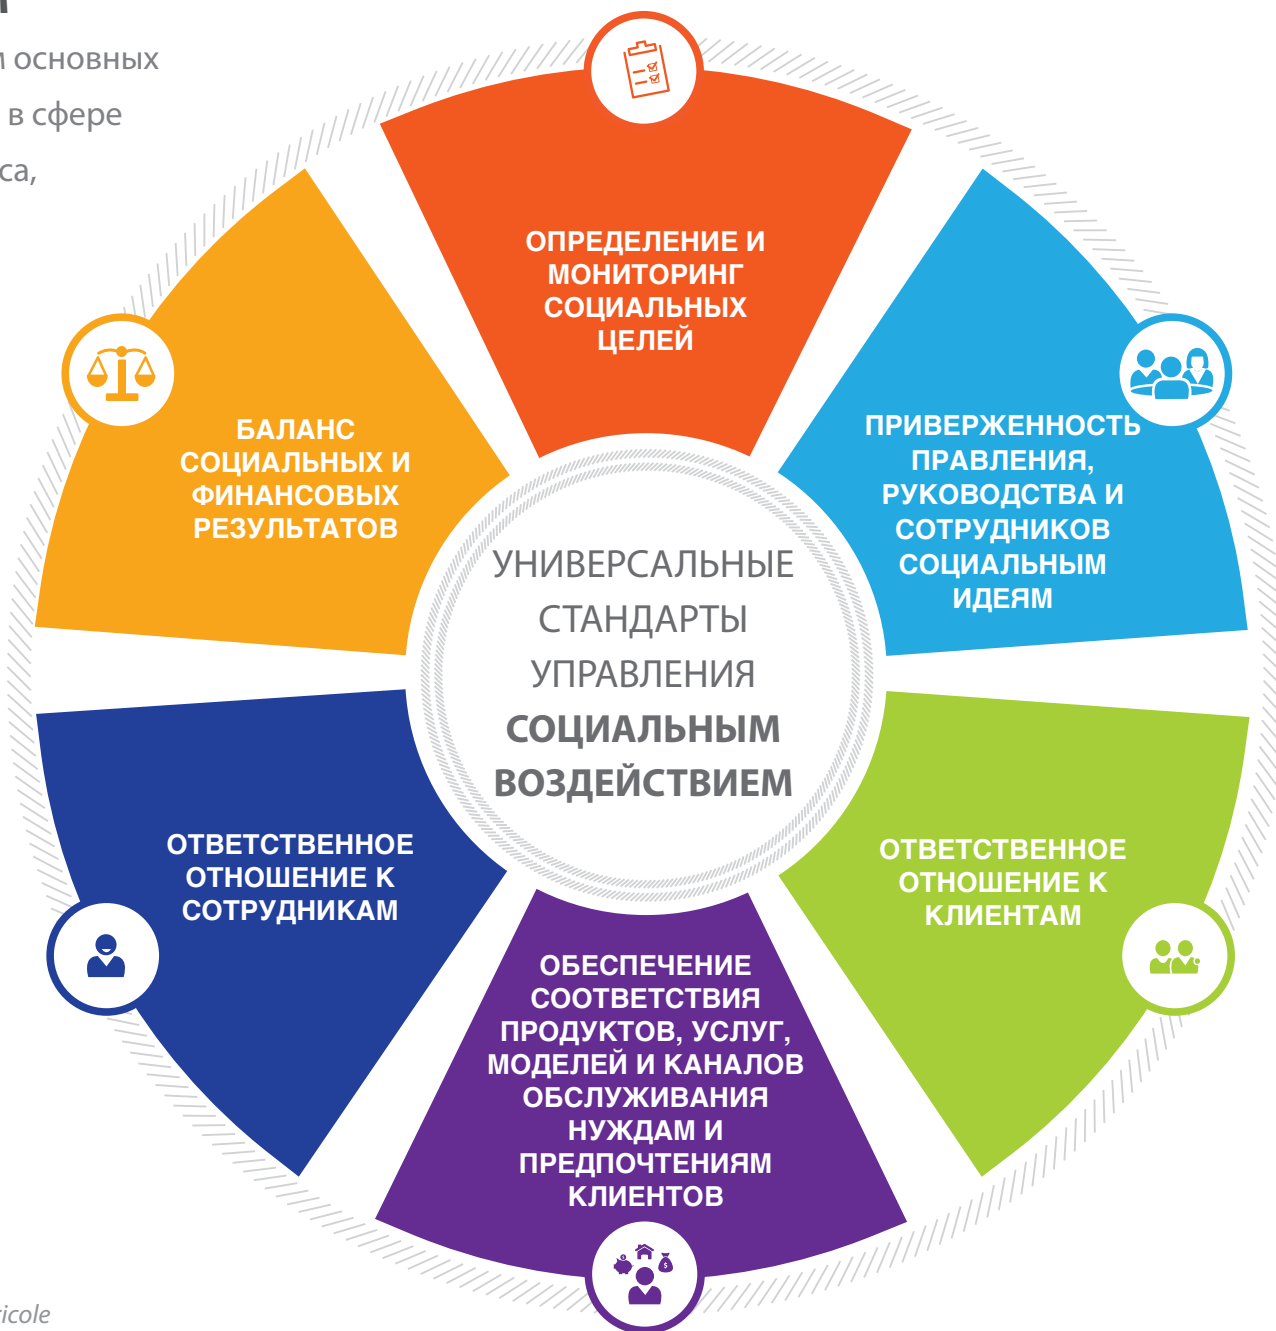 основных
в сфере
ОПРЕДЕЛЕНИЕ И
МОНИТОРИНГ
СОЦИАЛЬНЫХ
ЦЕЛЕЙ
ПРИВЕРЖЕННОСТЬ
ПРАВЛЕНИЯ,
РУКОВОДСТВА И
СОТРУДНИКОВ
СОЦИАЛЬНЫМ
ИДЕЯМ
БАЛАНС
СОЦИАЛЬНЫХ И
ФИНАНСОВЫХ
РЕЗУЛЬТАТОВ
УНИВЕРСАЛЬНЫЕ
СТАНДАРТЫ
УПРАВЛЕНИЯ
СОЦИАЛЬНЫМ
ВОЗДЕЙСТВИЕМ
ОТВЕТСТВЕННОЕ
ОТНОШЕНИЕ К
СОТРУДНИКАМ
ОТВЕТСТВЕННОЕ
ОТНОШЕНИЕ К
КЛИЕНТАМ
ОБЕСПЕЧЕНИЕ
СООТВЕТСТВИЯ
ПРОДУКТОВ, УСЛУГ,
МОДЕЛЕЙ И КАНАЛОВ
ОБСЛУЖИВАНИЯ
НУЖДАМ И
ПРЕДПОЧТЕНИЯМ
КЛИЕНТОВ